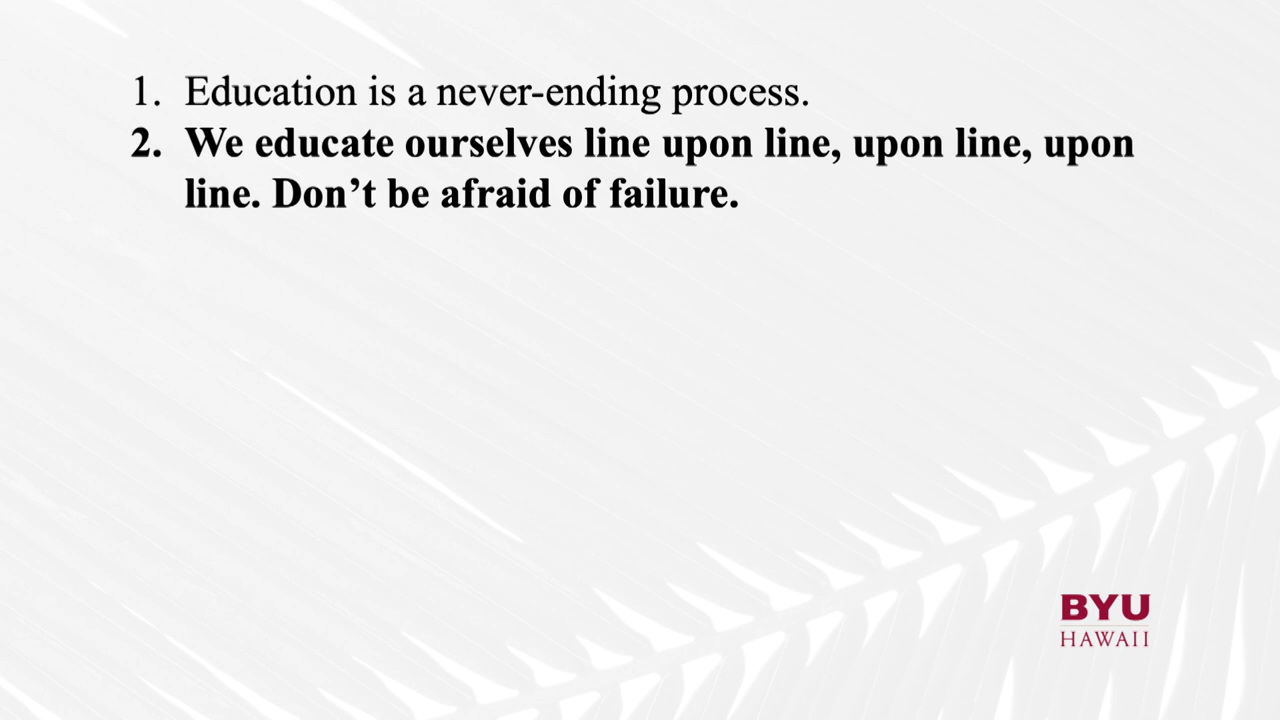 1. Education is a never-ending process.
2. We educate ourselves line upon line, upon line, upon
line. Don’t be afraid of failure.
BYU
HAWAII